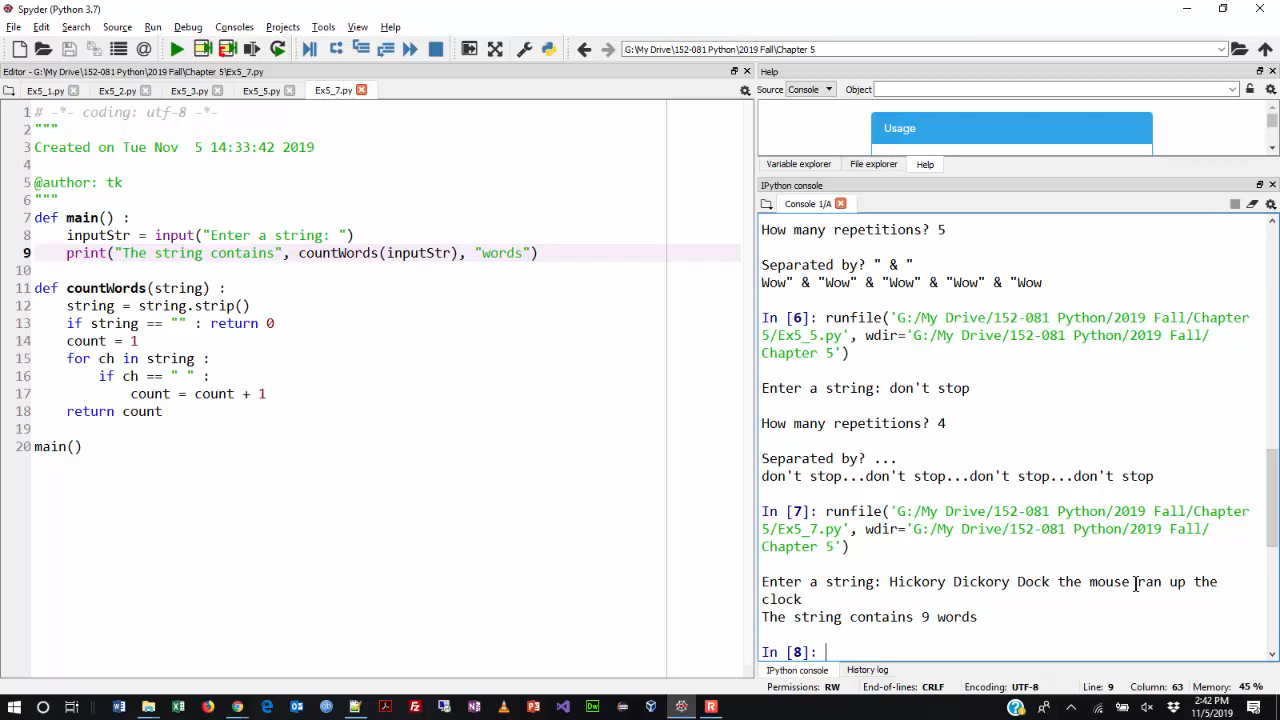 Spyder (Python 3.7)
File Edit Search Run Debug Consoles Projects Tools View Help
G:/My Drive/152-081 Python/2019 Fall/Chapter 5
Editor - G:/My Drive/152-081 Python/2019 Fall/Chapter 5/Ex5_7.py
Ex5_1.py Ex5_2.py Ex5_3.py Ex5_5.py Ex5_7.py
1 # -*- coding: utf-8 -*-
2 """
3 Created on Tue Nov  5 14:33:42 2019
4
5 @author: tk
6 """
7 def main() :
8     inputStr = input("Enter a string: ")
9     print("The string contains", countWords(inputStr), "words")
10
11 def countWords(string) :
12     string = string.strip()
13     if string == "" : return 0
14     count = 1
15     for ch in string :
16         if ch == " " :
17             count = count + 1
18     return count
19
20 main()
Help
Source Console Object
Usage
Variable explorer File explorer Help
IPython console
Console 1/A
How many repetitions? 5
Separated by? " & "
Wow" & "Wow" & "Wow" & "Wow" & "Wow
In [6]: runfile('G:/My Drive/152-081 Python/2019 Fall/Chapter
5/Ex5_5.py', wdir='G:/My Drive/152-081 Python/2019 Fall/
Chapter 5')
Enter a string: don't stop
How many repetitions? 4
Separated by? ...
don't stop...don't stop...don't stop...don't stop
In [7]: runfile('G:/My Drive/152-081 Python/2019 Fall/Chapter
5/Ex5_7.py', wdir='G:/My Drive/152-081 Python/2019 Fall/
Chapter 5')
Enter a string: Hickory Dickory Dock the mouse ran up the
clock
The string contains 9 words
In [8]:
IPython console History log
Permissions: RW End-of-lines: CRLF Encoding: UTF-8 Line: 9 Column: 63 Memory: 45 %
2:42 PM
11/5/2019